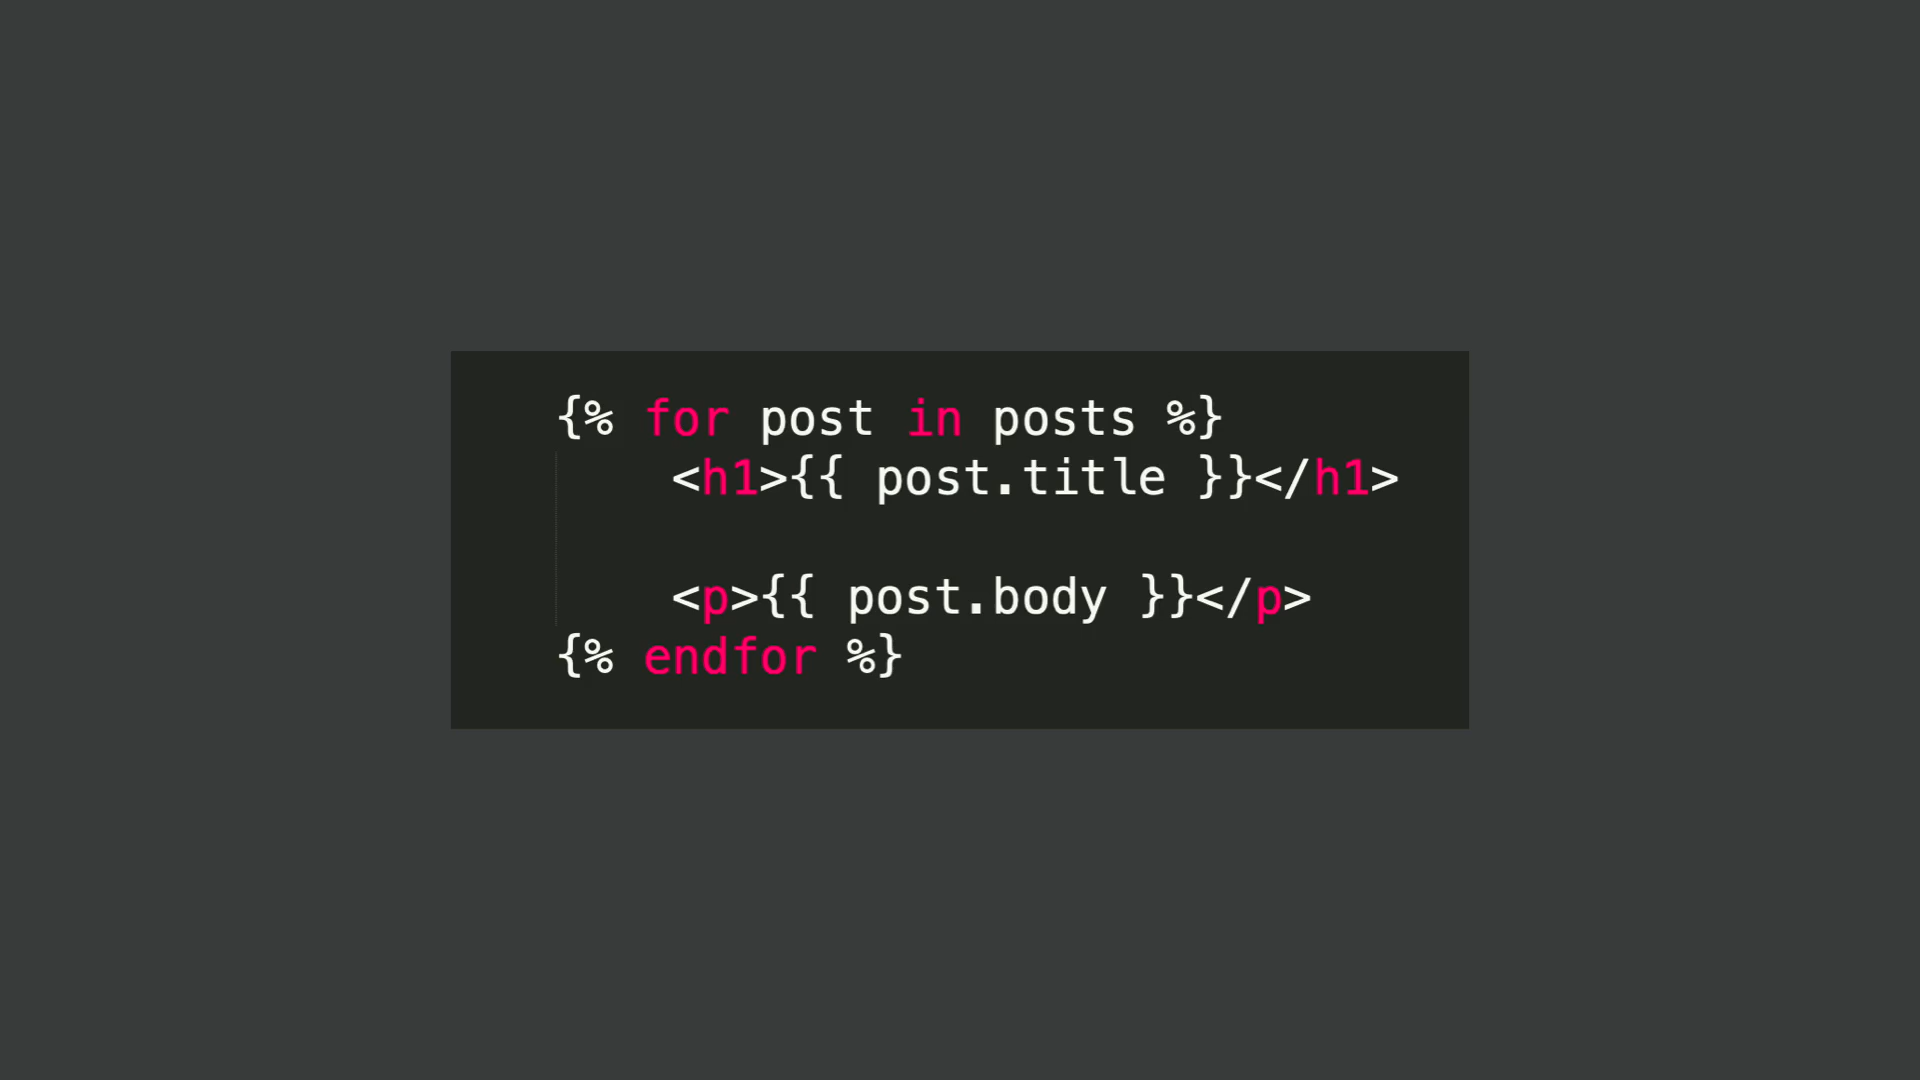 {% for post in posts %}
<h1>{{ post.title }}</h1>
<p>{{ post.body }}</p>
{% endfor %}